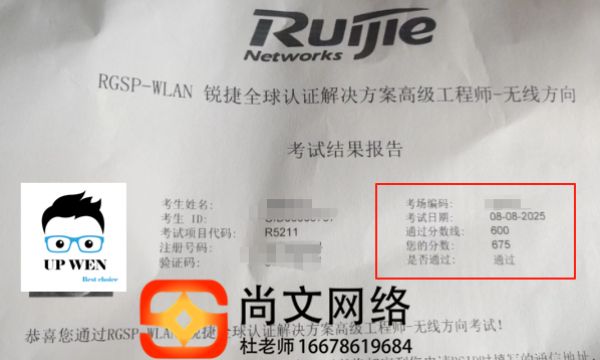 Ruijie
Networks
RGSP-WLAN 锐捷全球认证解决方案高级工程师-无线方向
考试结果报告
考生姓名:
考生 ID:
考试项目代码: R5211
注册号码:
验证码:
考场编码:
考试日期: 08-08-2025
通过分数线: 600
您的分数: 675
是否通过: 通过
UP WEN
Best choice
尚文网络
恭喜您通过RGSP-WLAN 锐捷全球认证解决方案高级工程师-无线方向考试!
杜老师 16678619684